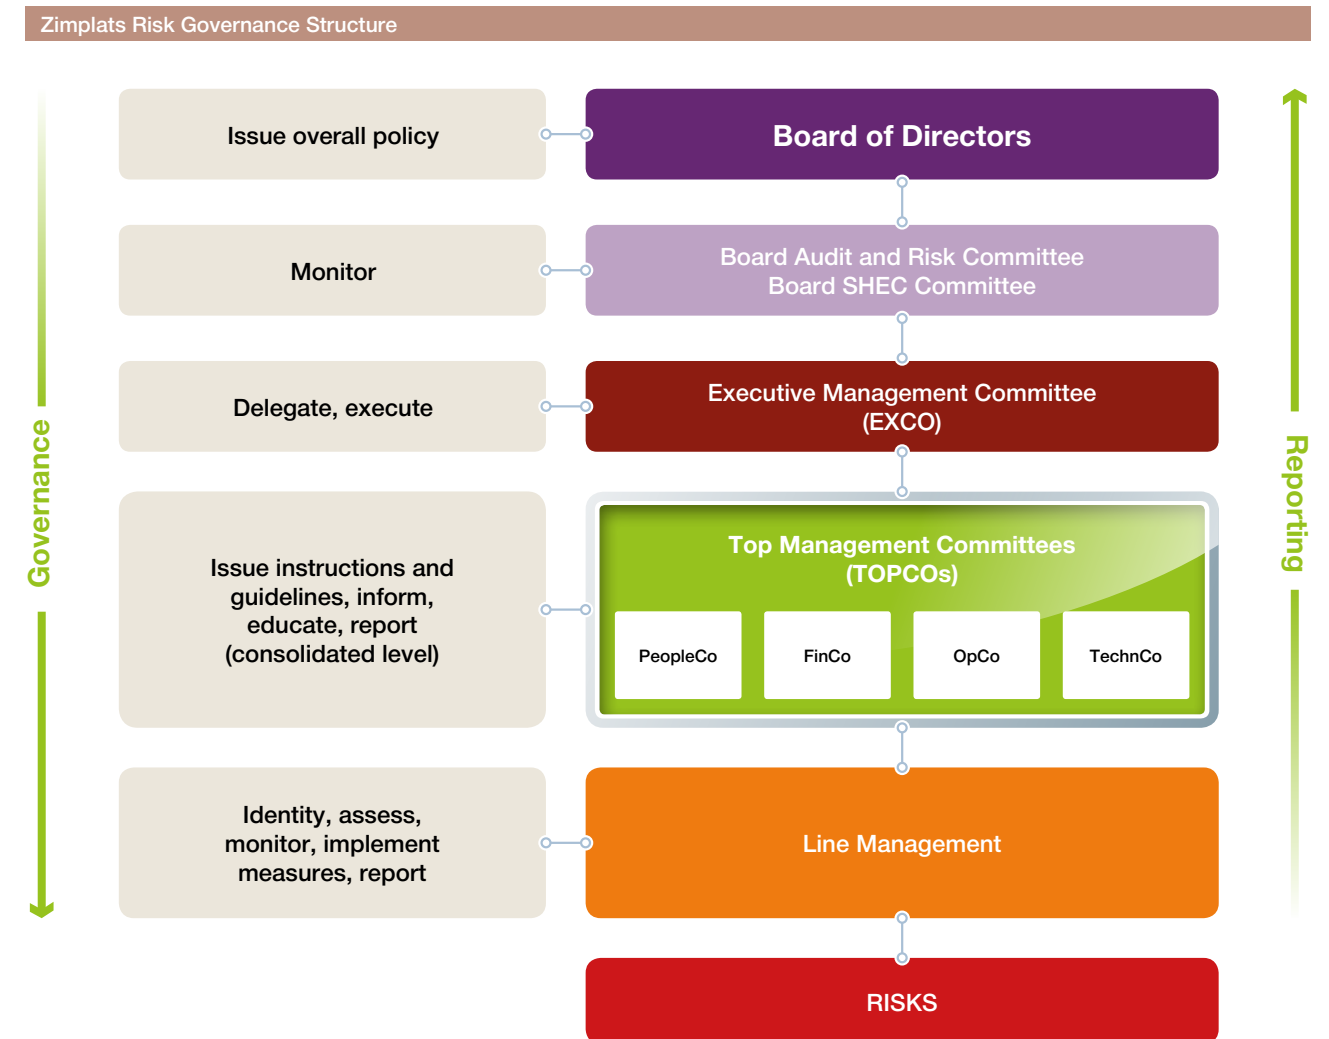 Zimplats Risk Governance Structure
Issue overall policy
Board of Directors
Monitor
Board Audit and Risk Committee
Board SHEC Committee
Delegate, execute
Executive Management Committee
(EXCO)
Governance
Reporting
Issue instructions and
guidelines, inform,
educate, report
(consolidated level)
Top Management Committees
(TOPCOs)
PeopleCo
FinCo
OpCo
TechnCo
Identity, assess,
monitor, implement
measures, report
Line Management
RISKS